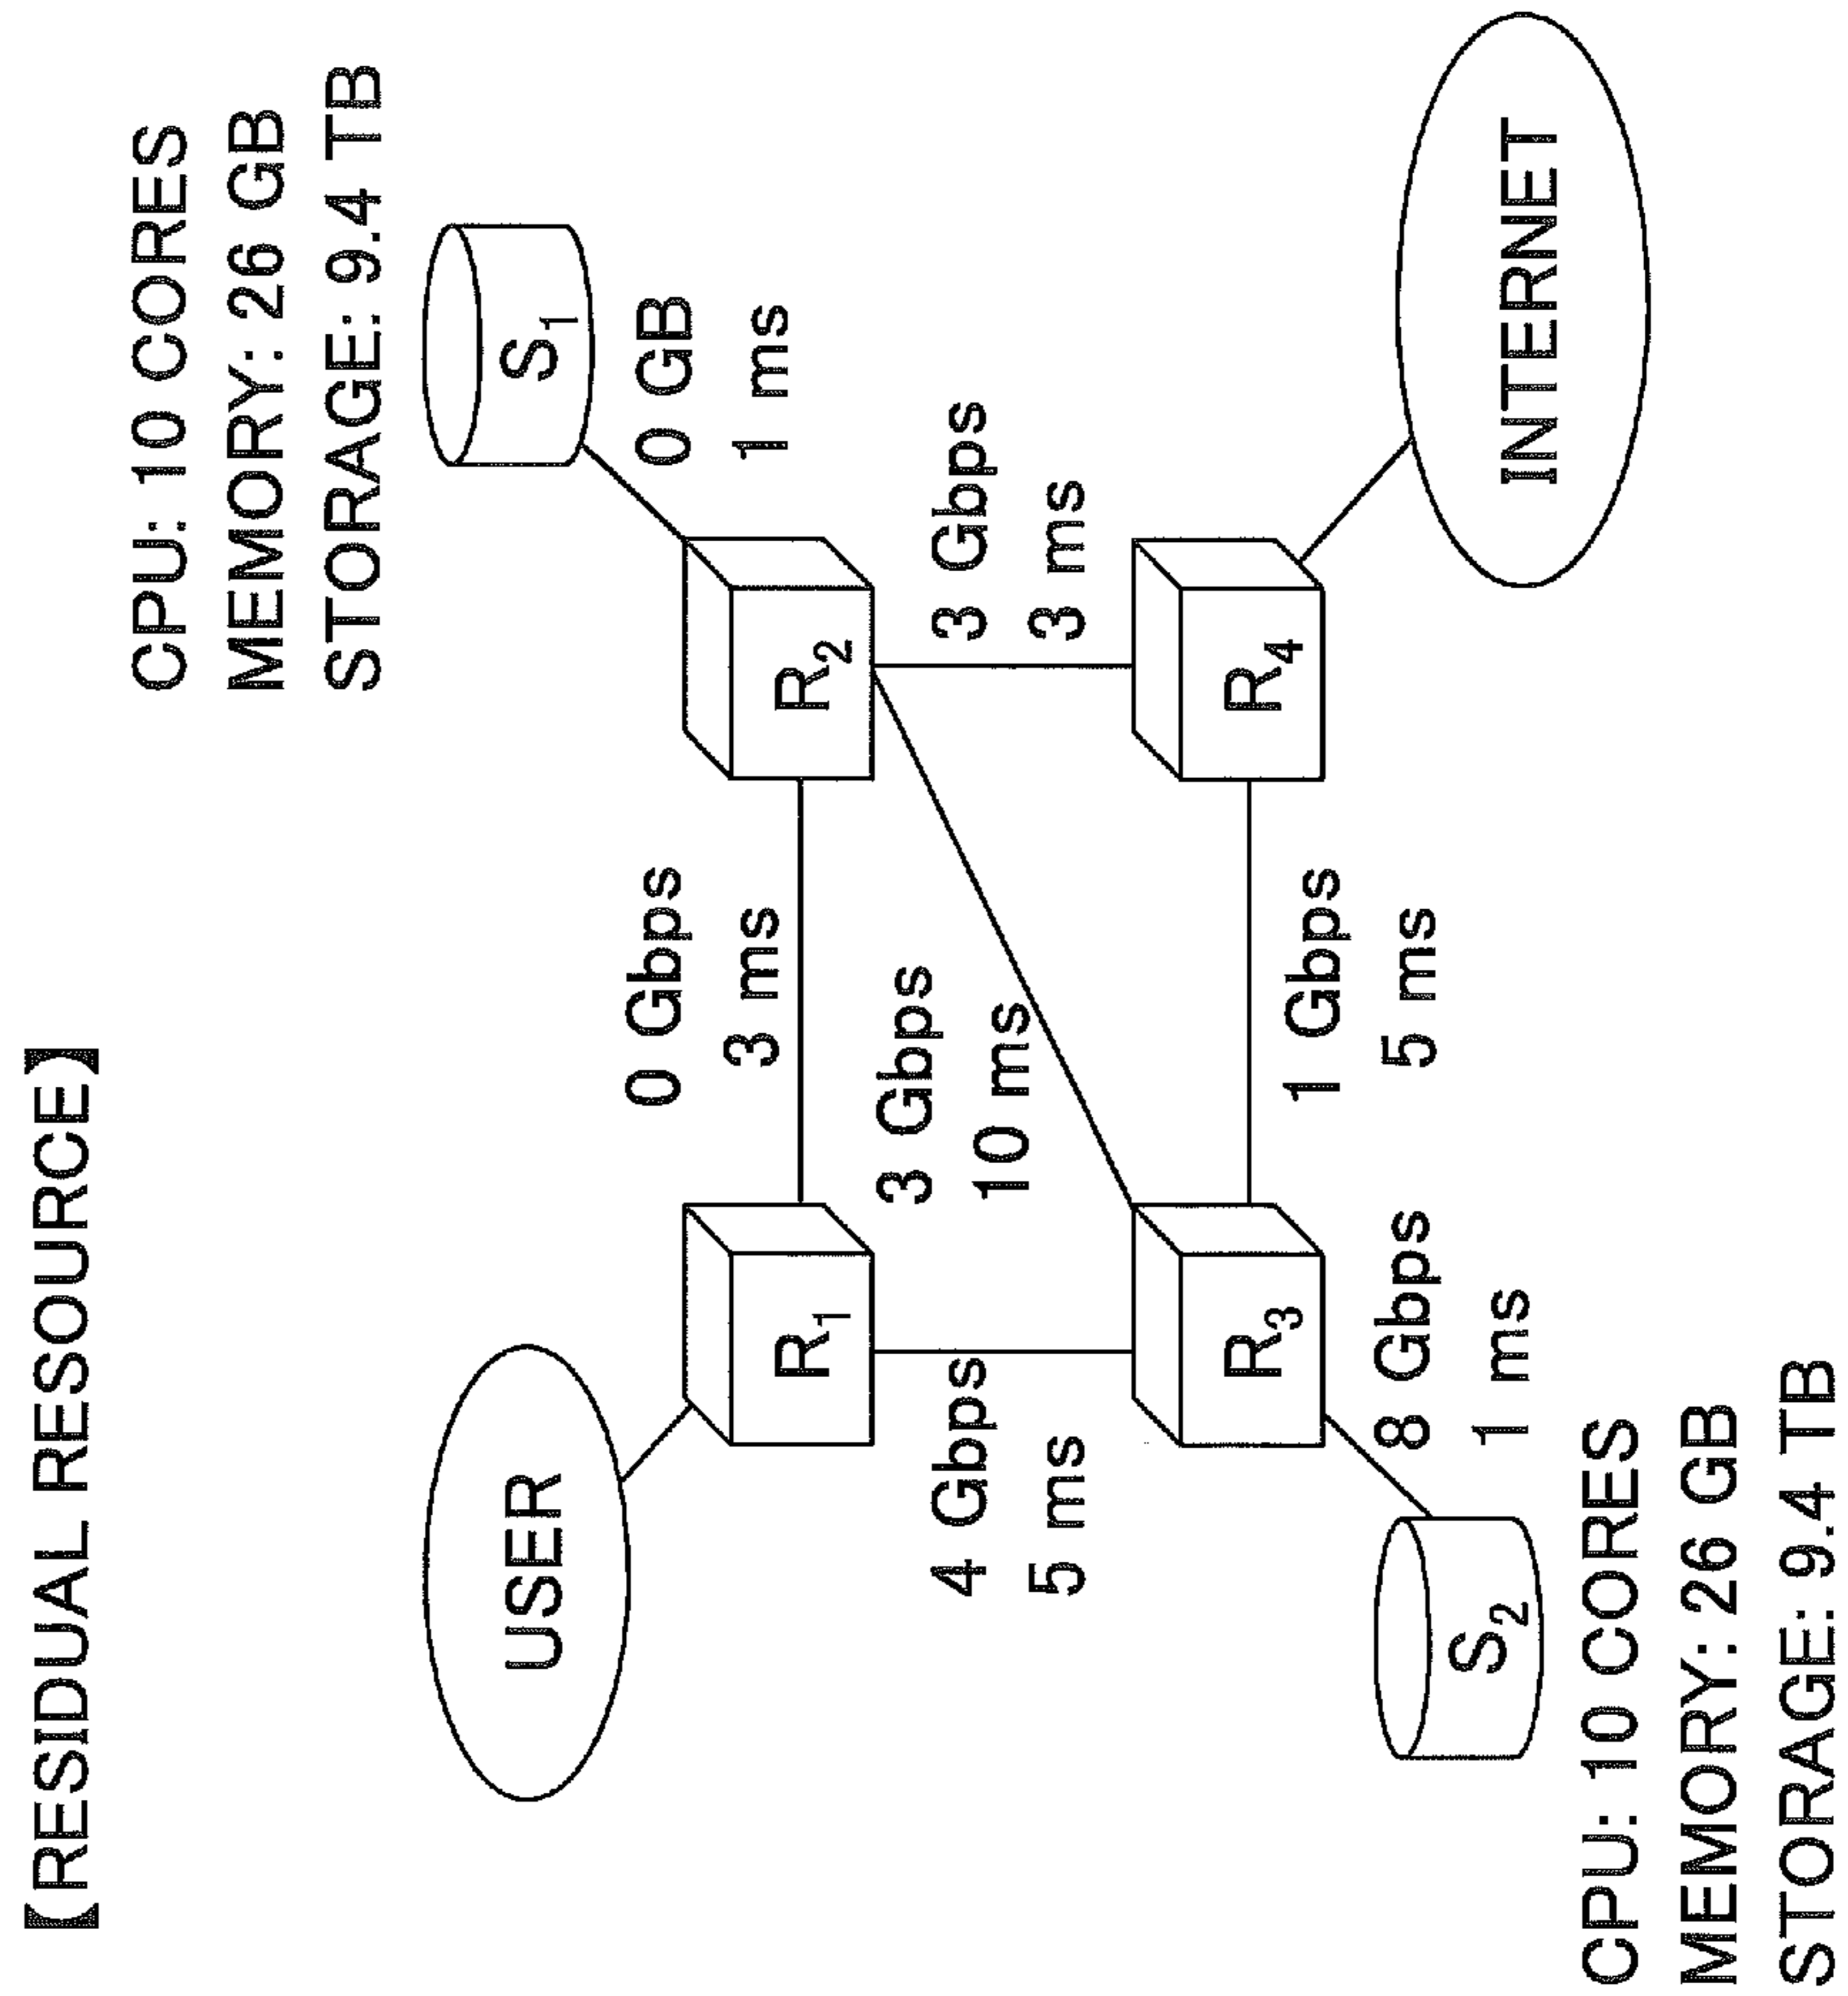 【RESIDUAL RESOURCE】
CPU: 10 CORES
MEMORY: 26 GB
STORAGE: 9.4 TB
USER
S1
0 GB
1 ms
0 Gbps
3 ms
R1
R2
3 Gbps
10 ms
4 Gbps
5 ms
3 Gbps
3 ms
R3
R4
1 Gbps
5 ms
8 Gbps
1 ms
S2
INTERNET
CPU: 10 CORES
MEMORY: 26 GB
STORAGE: 9.4 TB